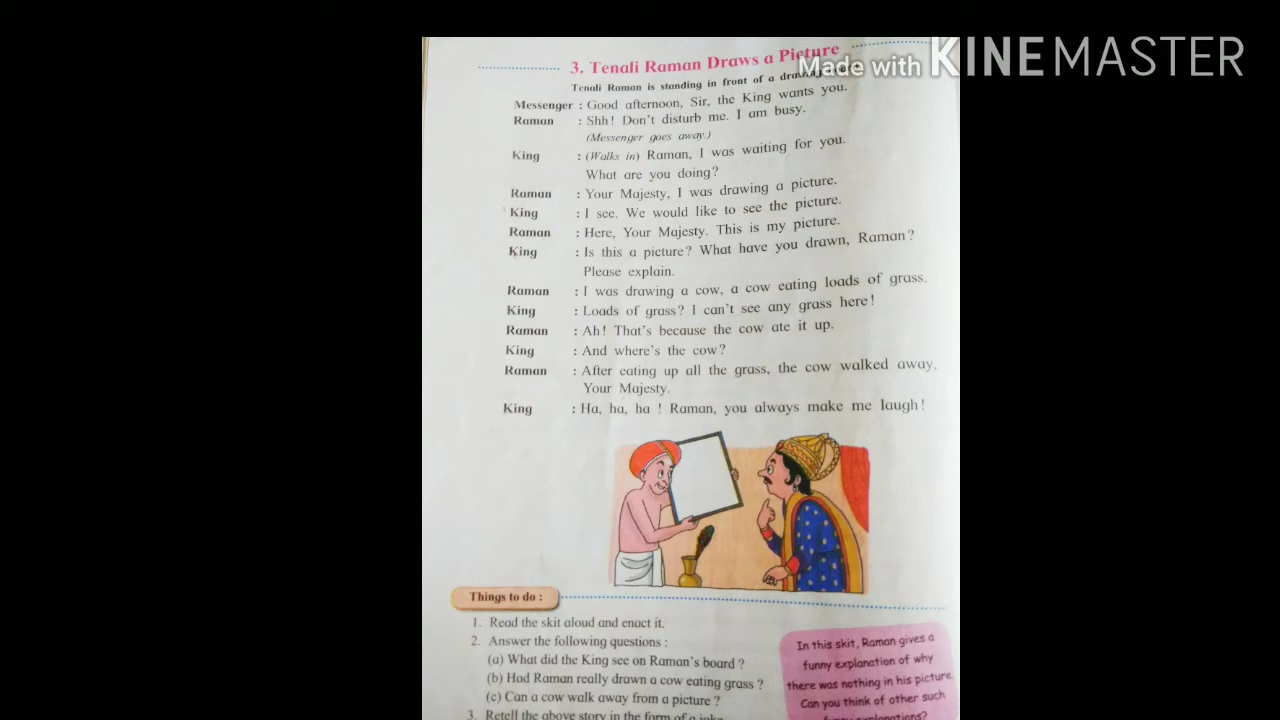 Made with KINEMASTER
3. Tenali Raman Draws a Picture
Tenali Raman is standing in front of a drawing
Messenger : Good afternoon, Sir, the King wants you.
Raman : Shh! Don't disturb me. I am busy.
(Messenger goes away.)
King : (Walks in) Raman, I was waiting for you.
What are you doing?
Raman : Your Majesty, I was drawing a picture.
King : I see. We would like to see the picture.
Raman : Here, Your Majesty. This is my picture.
King : Is this a picture? What have you drawn, Raman?
Please explain.
Raman : I was drawing a cow, a cow eating loads of grass.
King : Loads of grass? I can't see any grass here!
Raman : Ah! That's because the cow ate it up.
King : And where's the cow?
Raman : After eating up all the grass, the cow walked away,
Your Majesty.
King : Ha, ha, ha ! Raman, you always make me laugh!
Things to do :
1. Read the skit aloud and enact it.
2. Answer the following questions :
(a) What did the King see on Raman's board ?
(b) Had Raman really drawn a cow eating grass ?
(c) Can a cow walk away from a picture ?
3. Retell the above story in the form of a joke.
In this skit, Raman gives a
funny explanation of why
there was nothing in his picture.
Can you think of other such
funny explanations?